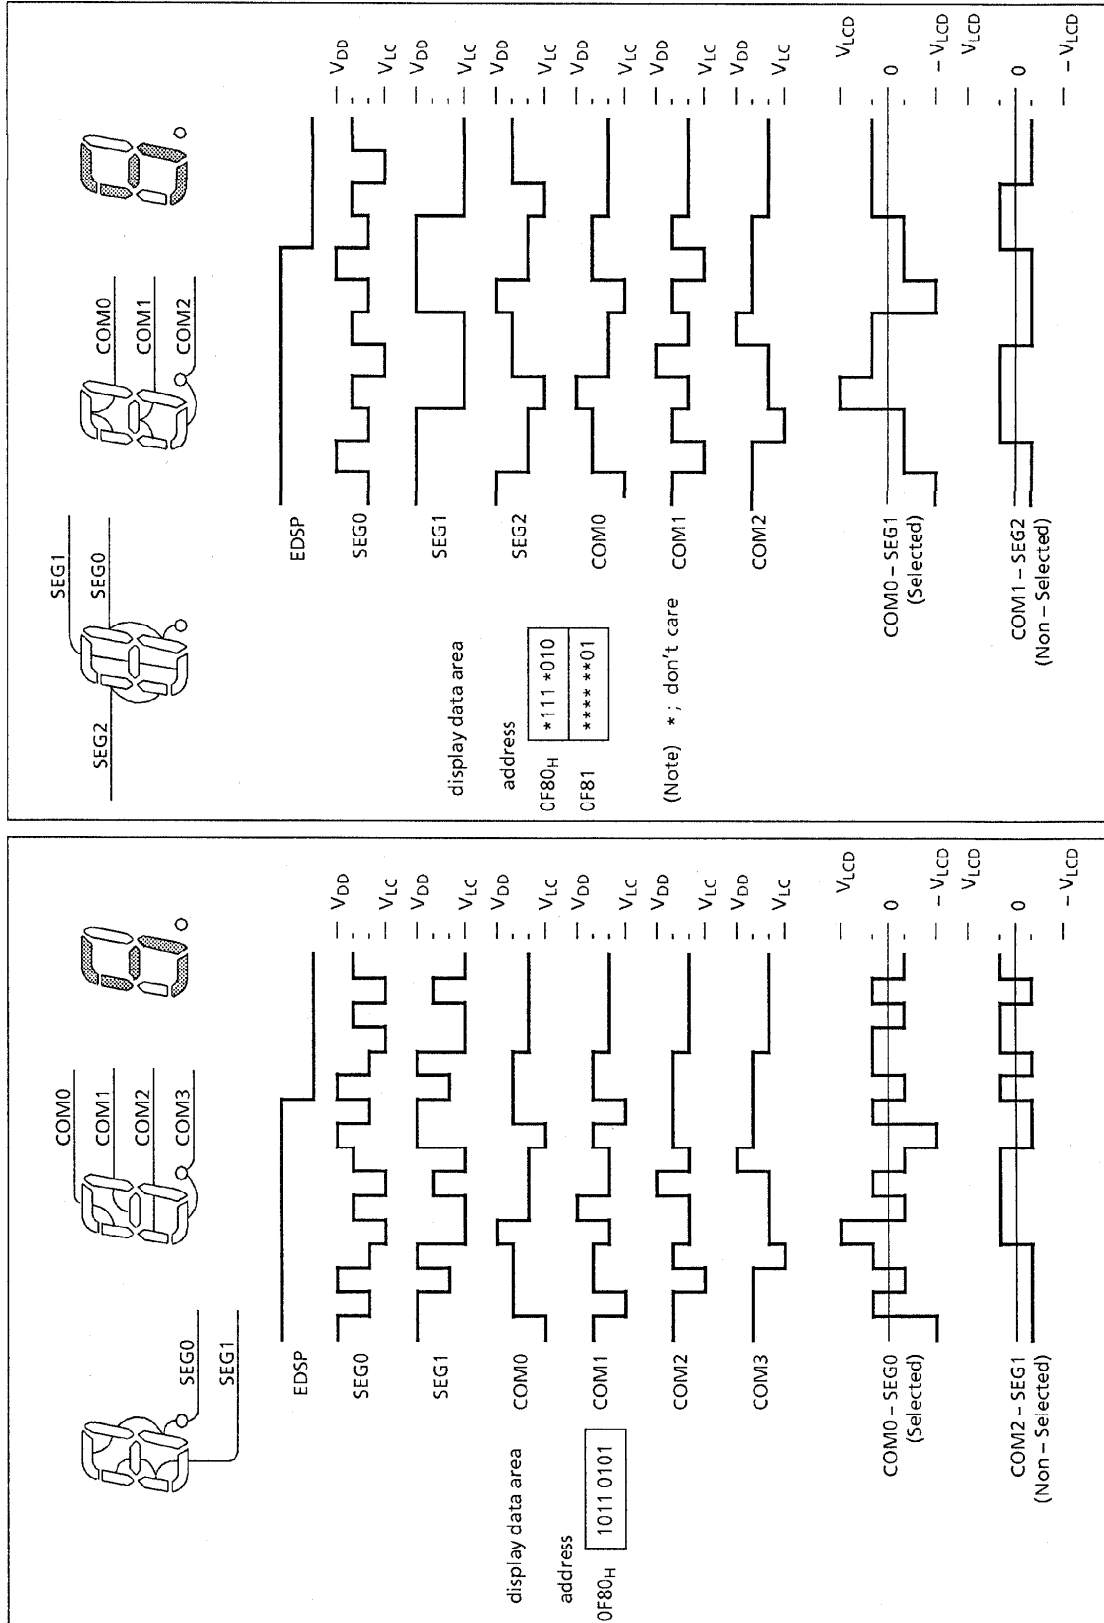 COM0
COM1
COM2
COM3
SEG0
SEG1
EDSP
SEG0
SEG1
COM0
COM1
COM2
COM3
COM0 – SEG0
(Selected)
COM2 – SEG1
(Non – Selected)
VDD
VLC
VDD
VLC
VDD
VLC
VDD
VLC
VDD
VLC
VDD
VLC
VLCD
0
– VLCD
VLCD
0
– VLCD
display data area
address
0F80H
1011 0101
SEG1
SEG0
SEG2
COM0
COM1
COM2
EDSP
SEG0
SEG1
SEG2
COM0
COM1
COM2
COM0 – SEG1
(Selected)
COM1 – SEG2
(Non – Selected)
VDD
VLC
VDD
VLC
VDD
VLC
VDD
VLC
VDD
VLC
VDD
VLC
VLCD
0
– VLCD
VLCD
0
– VLCD
display data area
address
0F80H
*111 *010
0F81
**** **01
(Note) * ; don't care